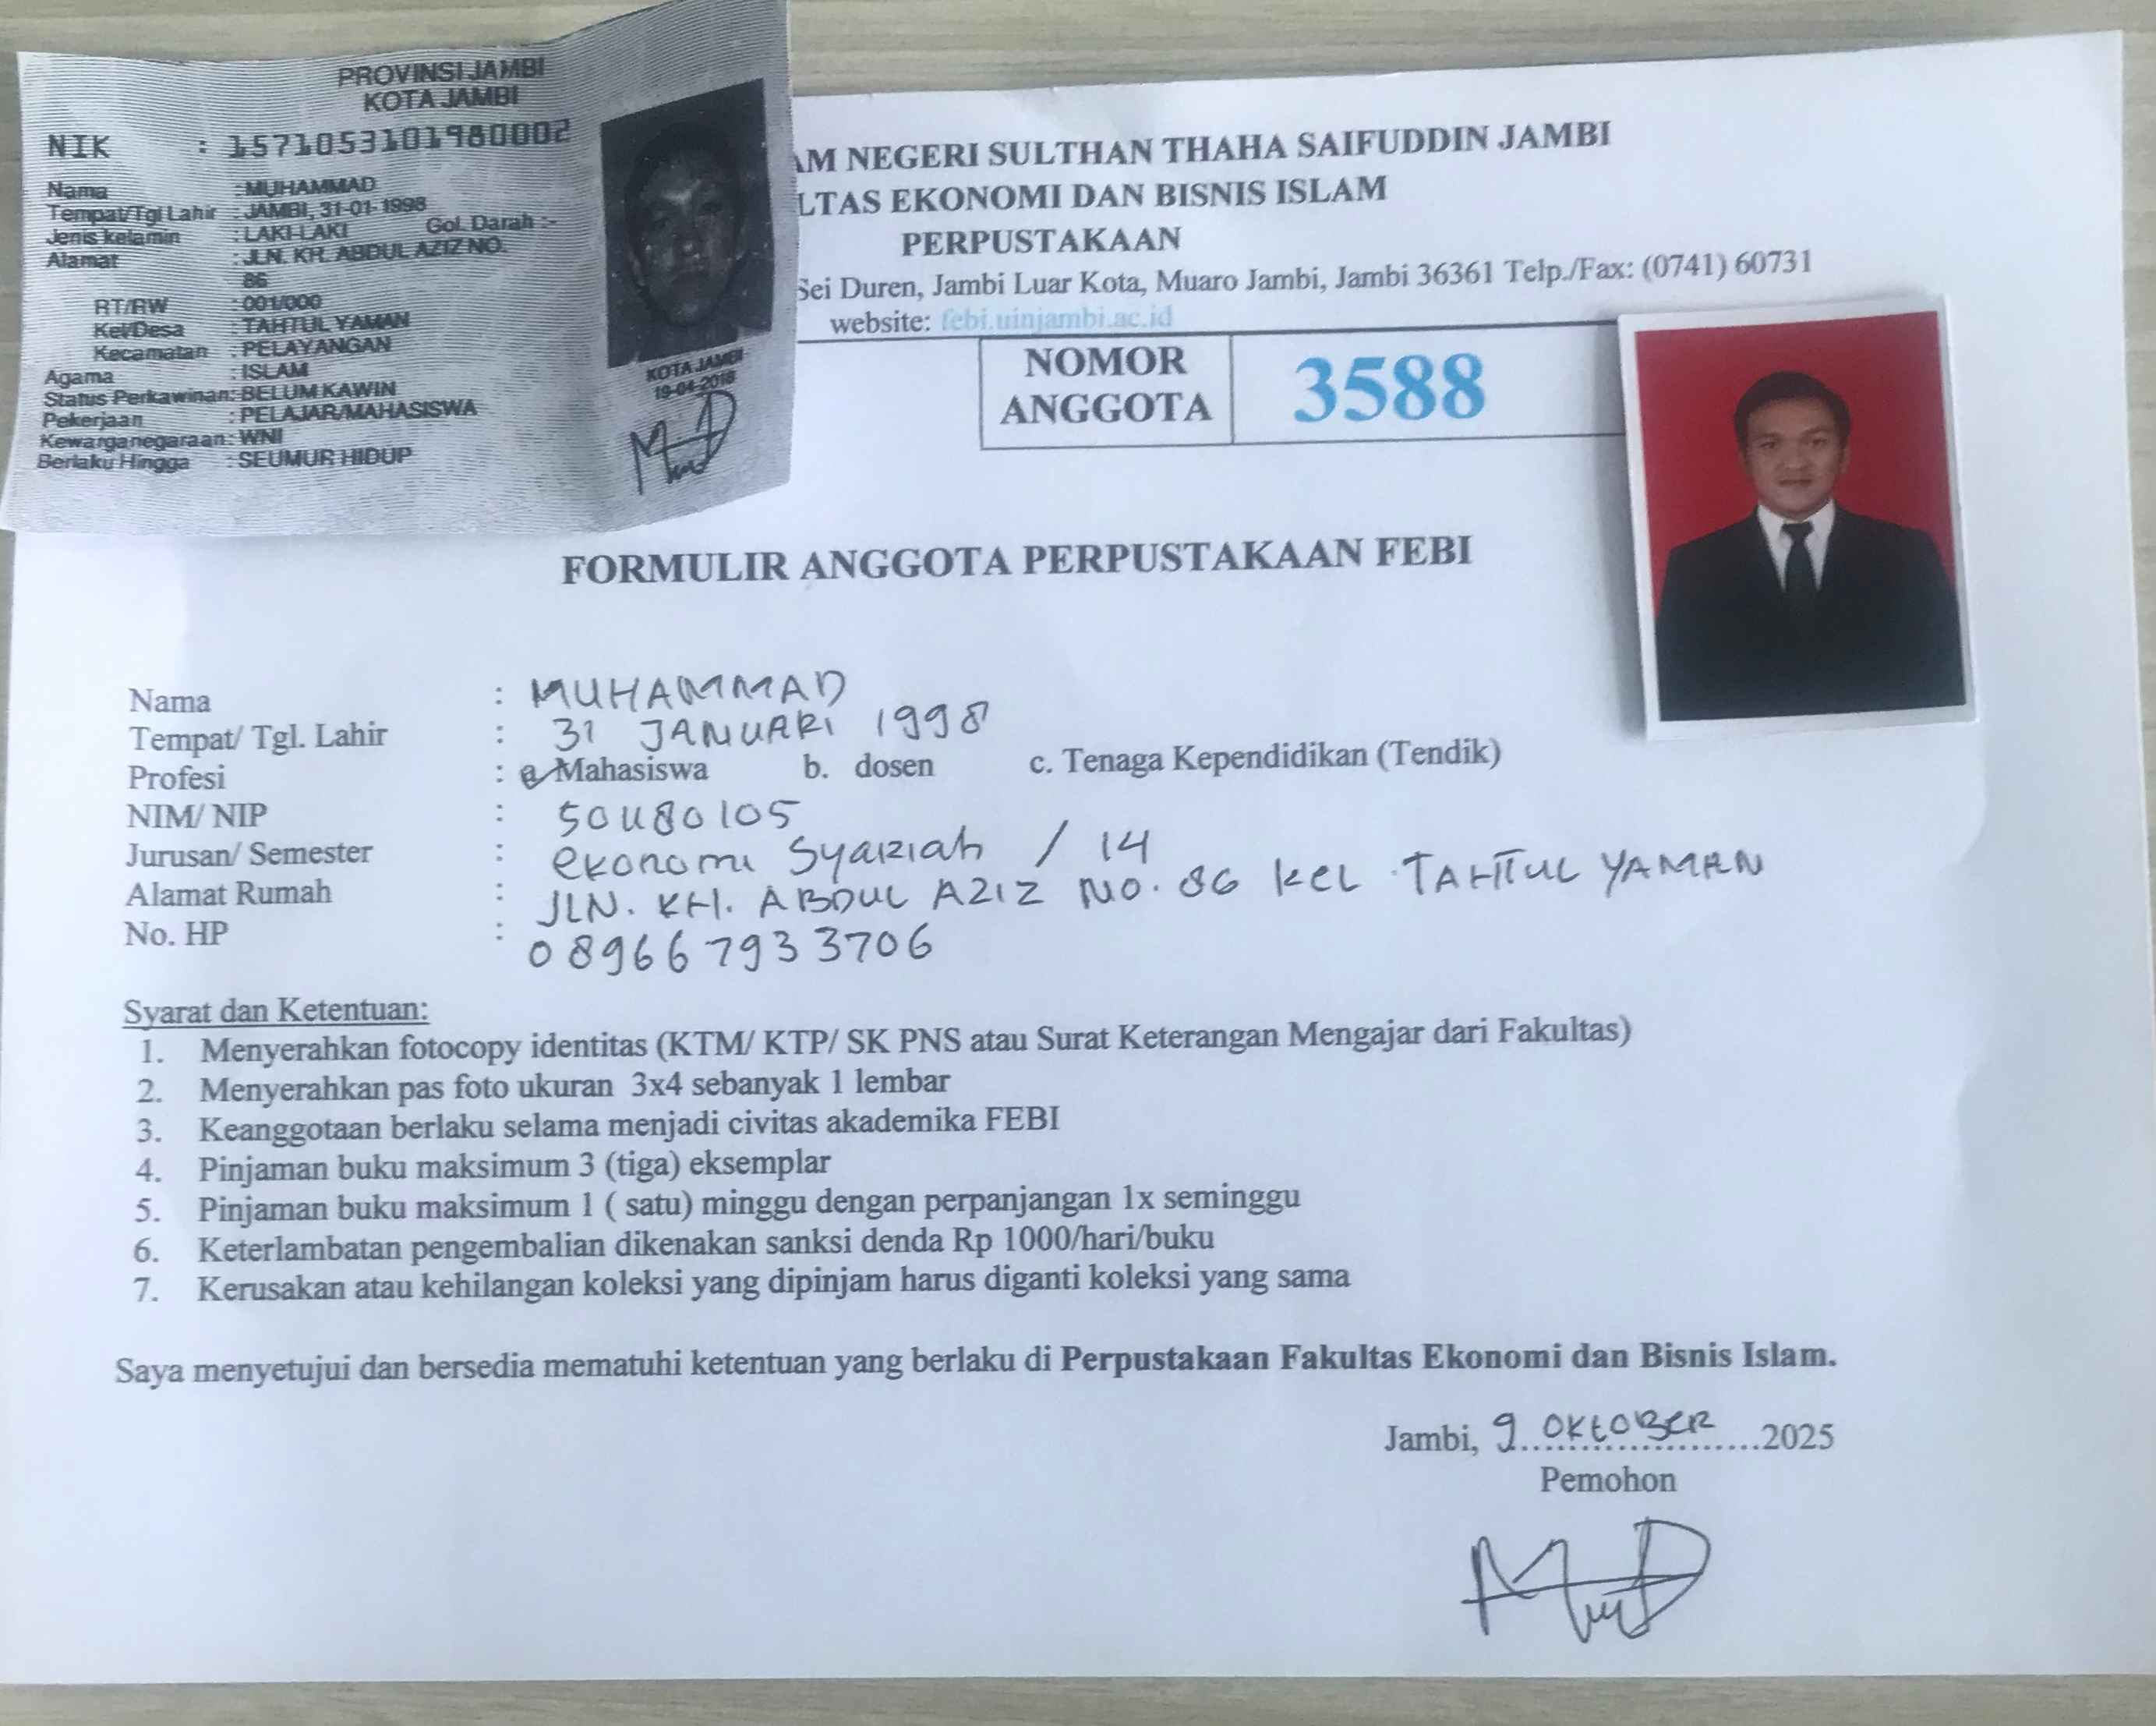 PROVINSI JAMBI
KOTA JAMBI
NIK : 1571053101980002
Nama : MUHAMMAD
Tempat/Tgl Lahir : JAMBI, 31-01-1998
Jenis kelamin : LAKI-LAKI Gol. Darah : -
Alamat : JLN. KH. ABDUL AZIZ NO.
86
RT/RW : 001/000
Kel/Desa : TAHTUL YAMAN
Kecamatan : PELAYANGAN
Agama : ISLAM
Status Perkawinan: BELUM KAWIN
Pekerjaan : PELAJAR/MAHASISWA
Kewarganegaraan: WNI
Berlaku Hingga : SEUMUR HIDUP
KOTA JAMBI
AM NEGERI SULTHAN THAHA SAIFUDDIN JAMBI
LTAS EKONOMI DAN BISNIS ISLAM
PERPUSTAKAAN
Sei Duren, Jambi Luar Kota, Muaro Jambi, Jambi 36361 Telp./Fax: (0741) 60731
website: febi.uinjambi.ac.id
NOMOR
ANGGOTA
3588
FORMULIR ANGGOTA PERPUSTAKAAN FEBI
Nama : MUHAMMAD
Tempat/ Tgl. Lahir : 31 JANUARI 1998
Profesi : a Mahasiswa b. dosen c. Tenaga Kependidikan (Tendik)
NIM/ NIP :
Jurusan/ Semester : ekonomi Syariah / 14
Alamat Rumah : JLN. KH. ABDUL AZIZ NO. 86 kel TAHTUL YAMAN
No. HP : 089667933706
Syarat dan Ketentuan:
1. Menyerahkan fotocopy identitas (KTM/ KTP/ SK PNS atau Surat Keterangan Mengajar dari Fakultas)
2. Menyerahkan pas foto ukuran 3x4 sebanyak 1 lembar
3. Keanggotaan berlaku selama menjadi civitas akademika FEBI
4. Pinjaman buku maksimum 3 (tiga) eksemplar
5. Pinjaman buku maksimum 1 ( satu) minggu dengan perpanjangan 1x seminggu
6. Keterlambatan pengembalian dikenakan sanksi denda Rp 1000/hari/buku
7. Kerusakan atau kehilangan koleksi yang dipinjam harus diganti koleksi yang sama
Saya menyetujui dan bersedia mematuhi ketentuan yang berlaku di Perpustakaan Fakultas Ekonomi dan Bisnis Islam.
Jambi, 9 OKTOBER 2025
Pemohon